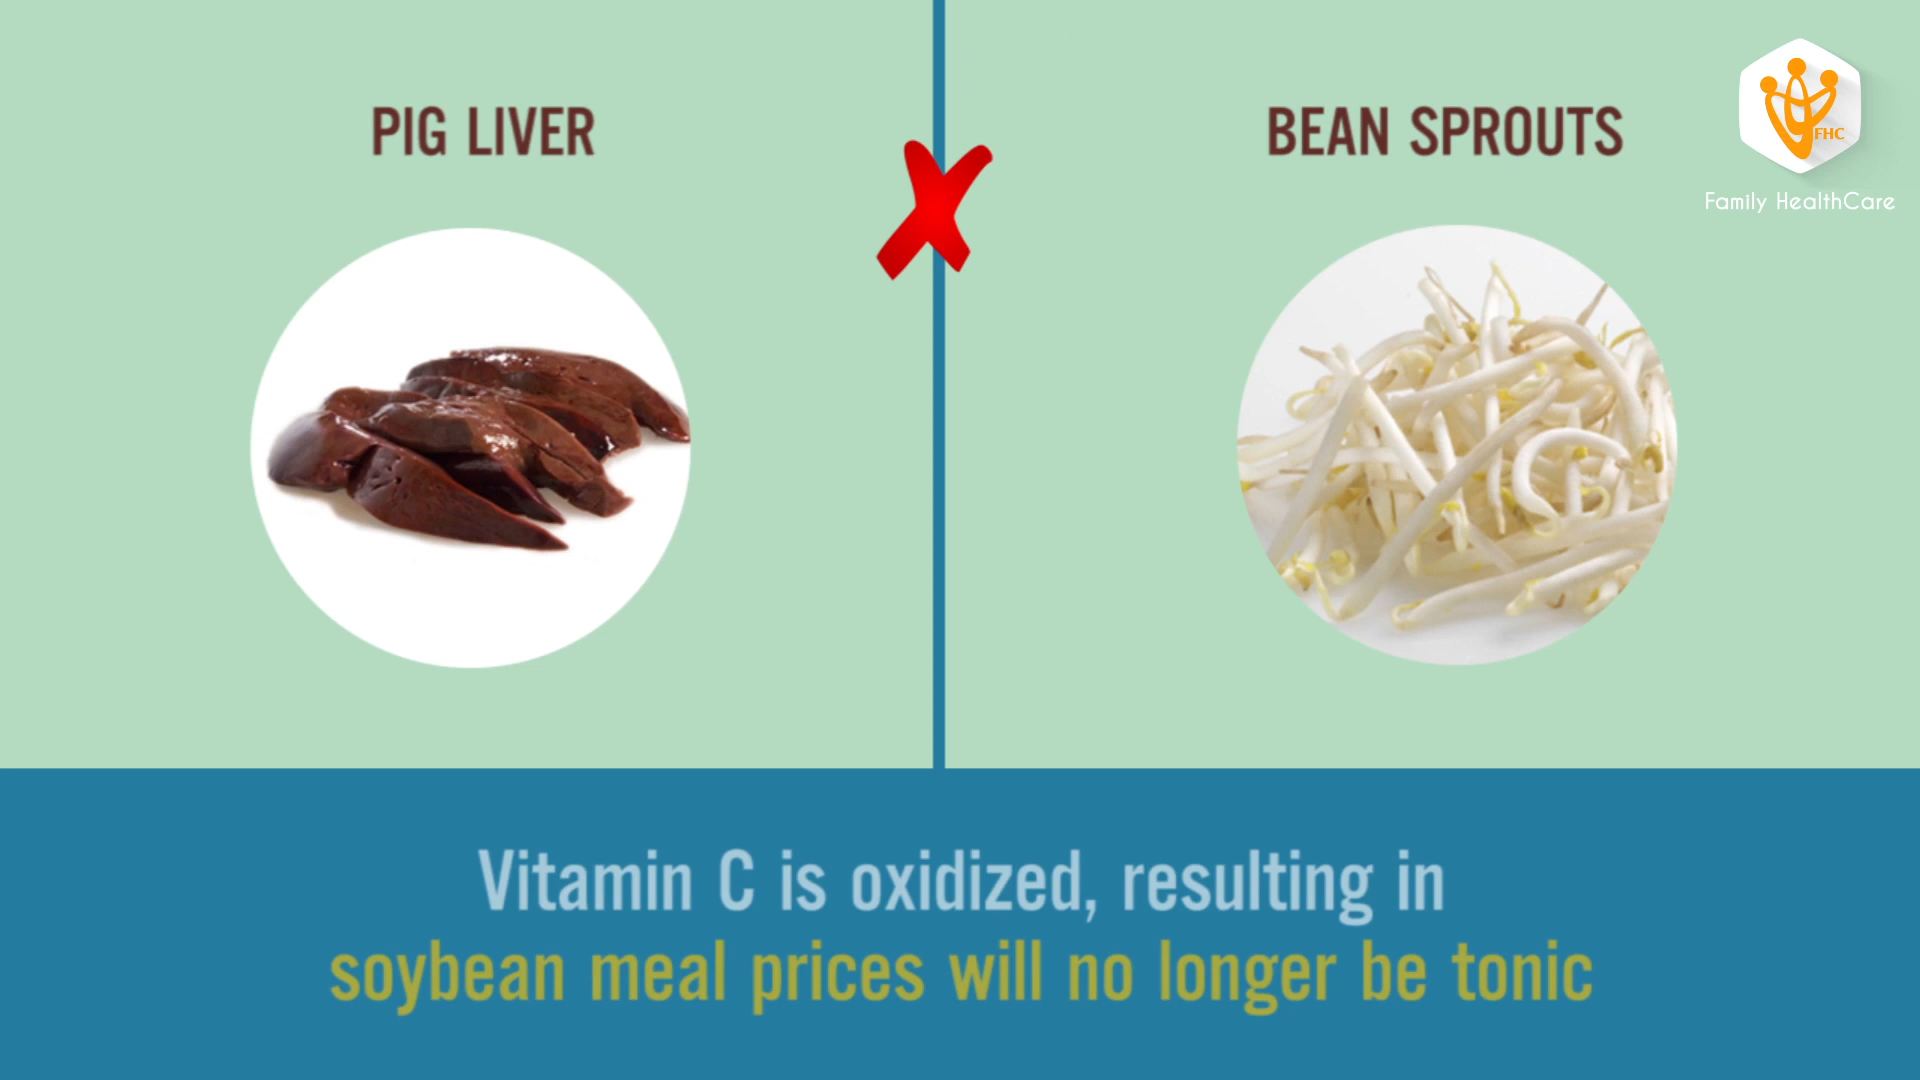 PIG LIVER
BEAN SPROUTS
FHC
Family HealthCare
Vitamin C is oxidized, resulting in
soybean meal prices will no longer be tonic